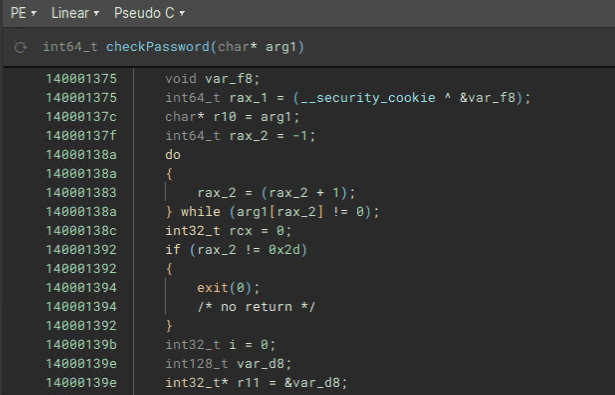 PE ▾ Linear ▾ Pseudo C ▾
int64_t checkPassword(char* arg1)
140001375 void var_f8;
140001375 int64_t rax_1 = (__security_cookie ^ &var_f8);
14000137c char* r10 = arg1;
14000137f int64_t rax_2 = -1;
14000138a do
14000138a {
140001383 rax_2 = (rax_2 + 1);
14000138a } while (arg1[rax_2] != 0);
14000138c int32_t rcx = 0;
140001392 if (rax_2 != 0x2d)
140001392 {
140001394 exit(0);
140001394 /* no return */
140001392 }
14000139b int32_t i = 0;
14000139e int128_t var_d8;
14000139e int32_t* r11 = &var_d8;